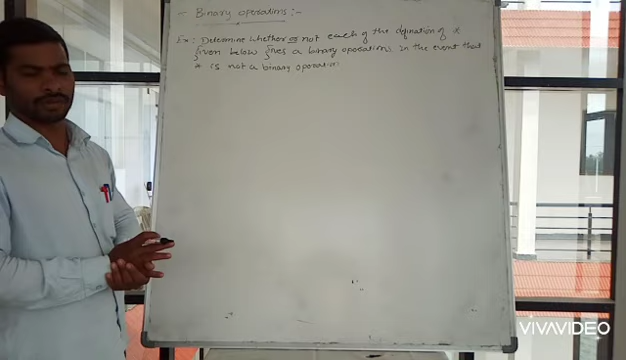 - Binary operations:-
Ex: Determine whether or not each of the defination of *
given below gives a binary operation. In the event that
* is not a binary operation
VIVAVIDEO